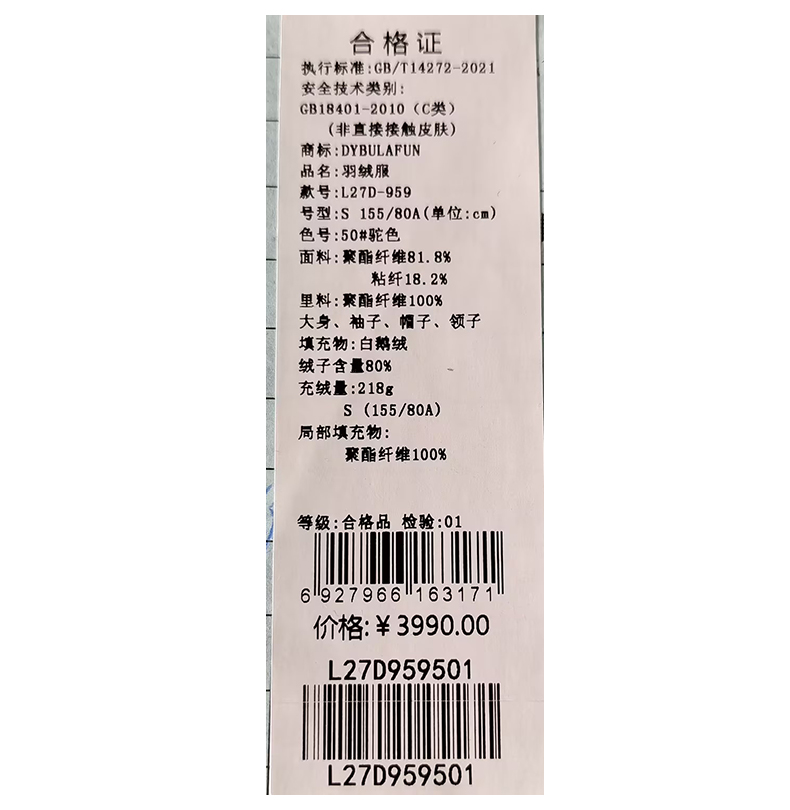 合格证
执行标准:GB/T14272-2021
安全技术类别:
GB18401-2010（C类）
(非直接接触皮肤)
商标:DYBULAFUN
品名:羽绒服
款号:L27D-959
号型:S 155/80A(单位:cm)
色号:50#驼色
面料:聚酯纤维81.8%
粘纤18.2%
里料:聚酯纤维100%
大身、袖子、帽子、领子
填充物:白鹅绒
绒子含量80%
充绒量:218g
S (155/80A)
局部填充物:
聚酯纤维100%
等级:合格品 检验:01
6 927966 163171
价格:¥3990.00
L27D959501
L27D959501